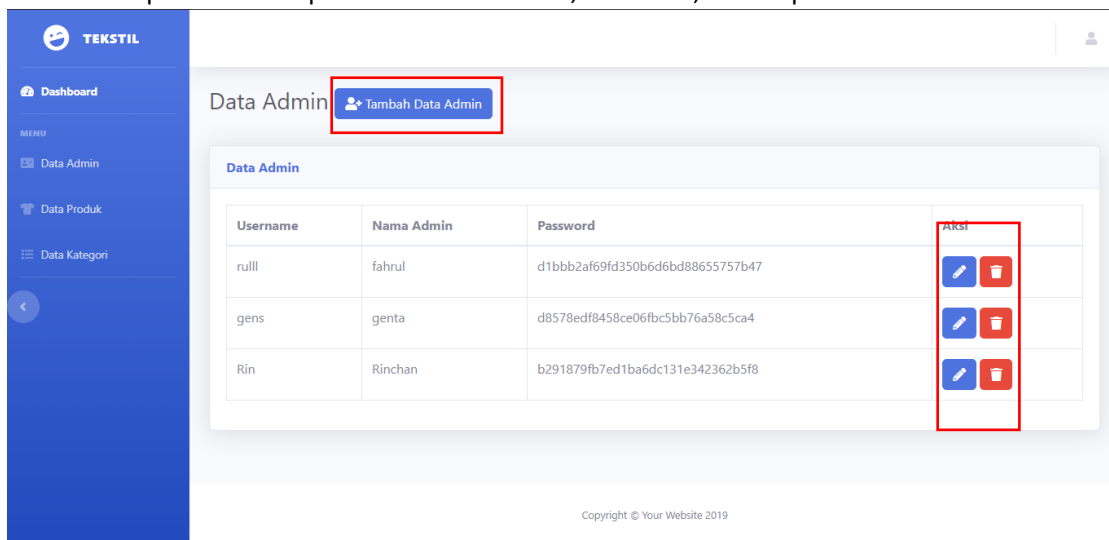 TEKSTIL
Dashboard
Data Admin
Tambah Data Admin
MENU
Data Admin
Data Produk
Data Kategori
Data Admin
Username Nama Admin Password Aksi
rulll fahrul d1bbb2af69fd350b6d6bd88655757b47
gens genta d8578edf8458ce06fbc5bb76a58c5ca4
Rin Rinchan b291879fb7ed1ba6dc131e342362b5f8
Copyright © Your Website 2019